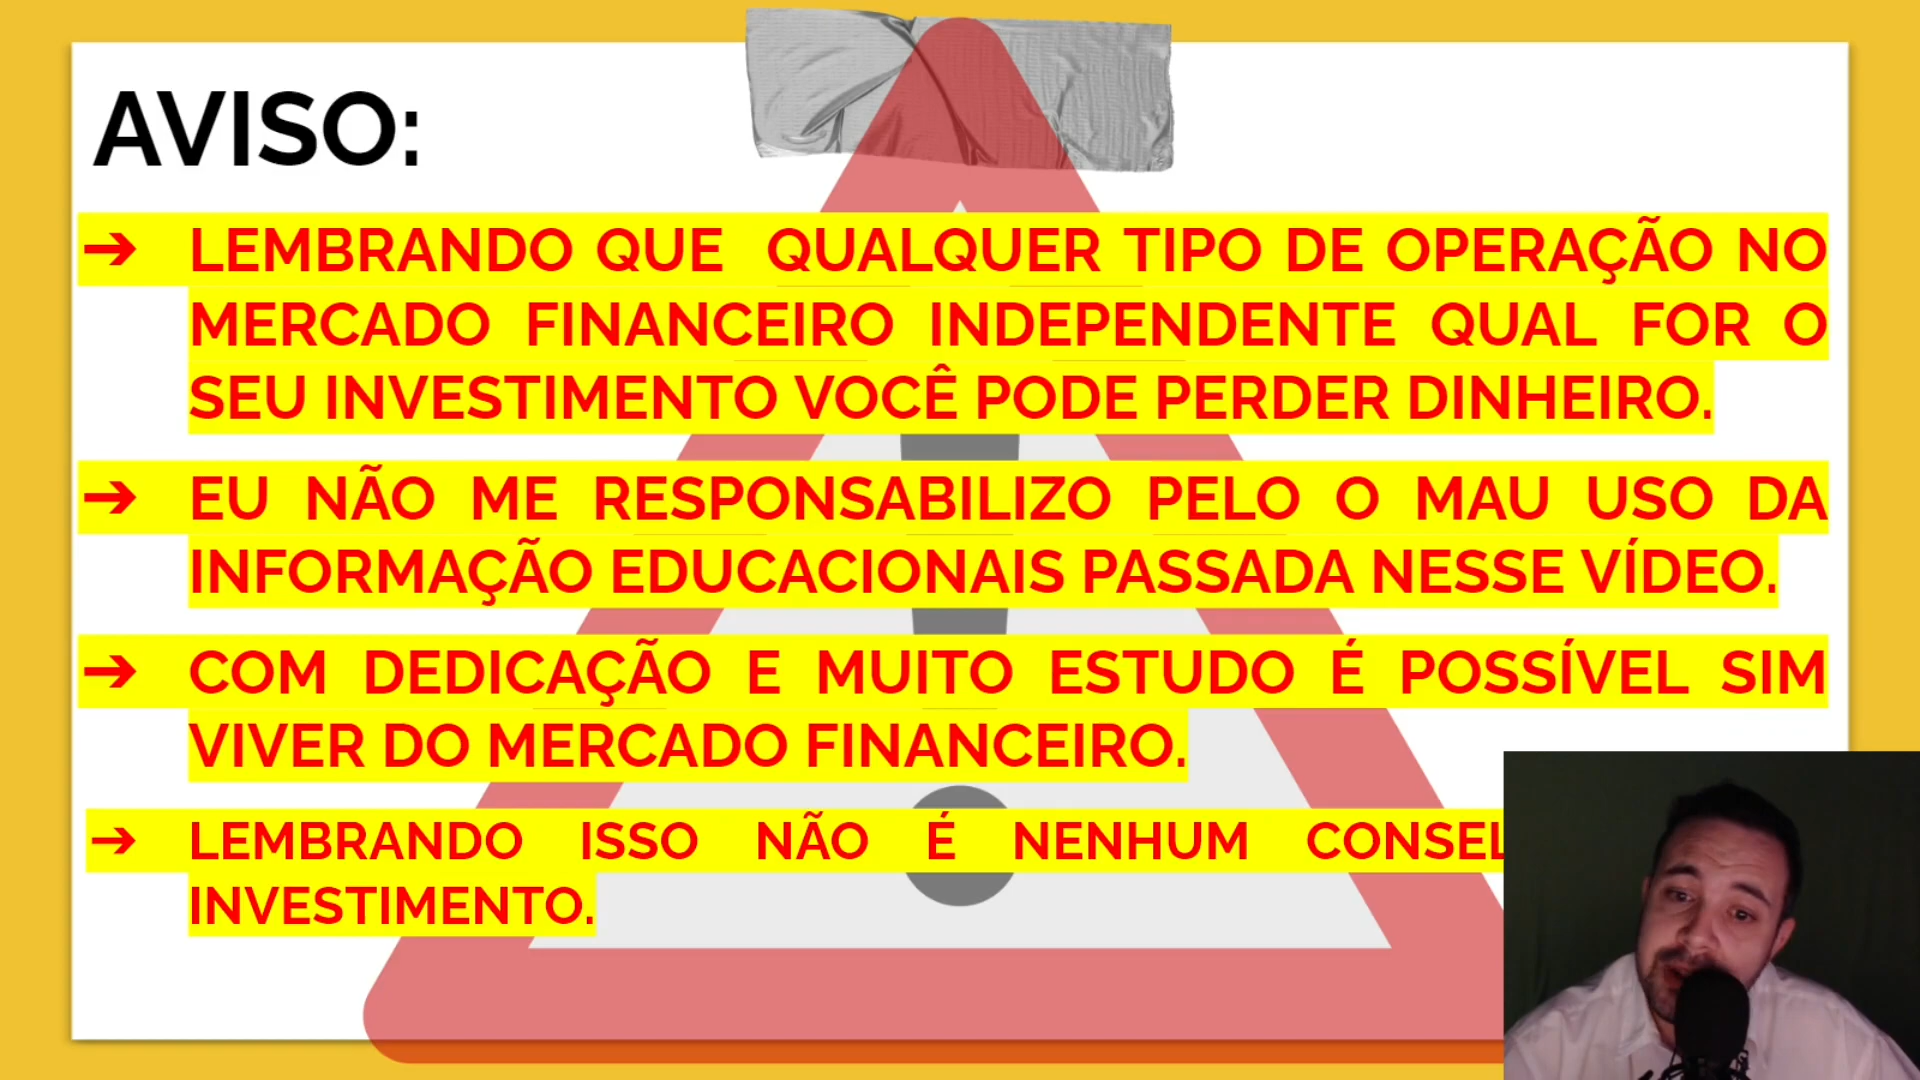 AVISO:
➔ LEMBRANDO QUE QUALQUER TIPO DE OPERAÇÃO NO
MERCADO FINANCEIRO INDEPENDENTE QUAL FOR O
SEU INVESTIMENTO VOCÊ PODE PERDER DINHEIRO.
➔ EU NÃO ME RESPONSABILIZO PELO O MAU USO DA
INFORMAÇÃO EDUCACIONAIS PASSADA NESSE VÍDEO.
➔ COM DEDICAÇÃO E MUITO ESTUDO É POSSÍVEL SIM
VIVER DO MERCADO FINANCEIRO.
➔ LEMBRANDO ISSO NÃO É NENHUM
INVESTIMENTO.